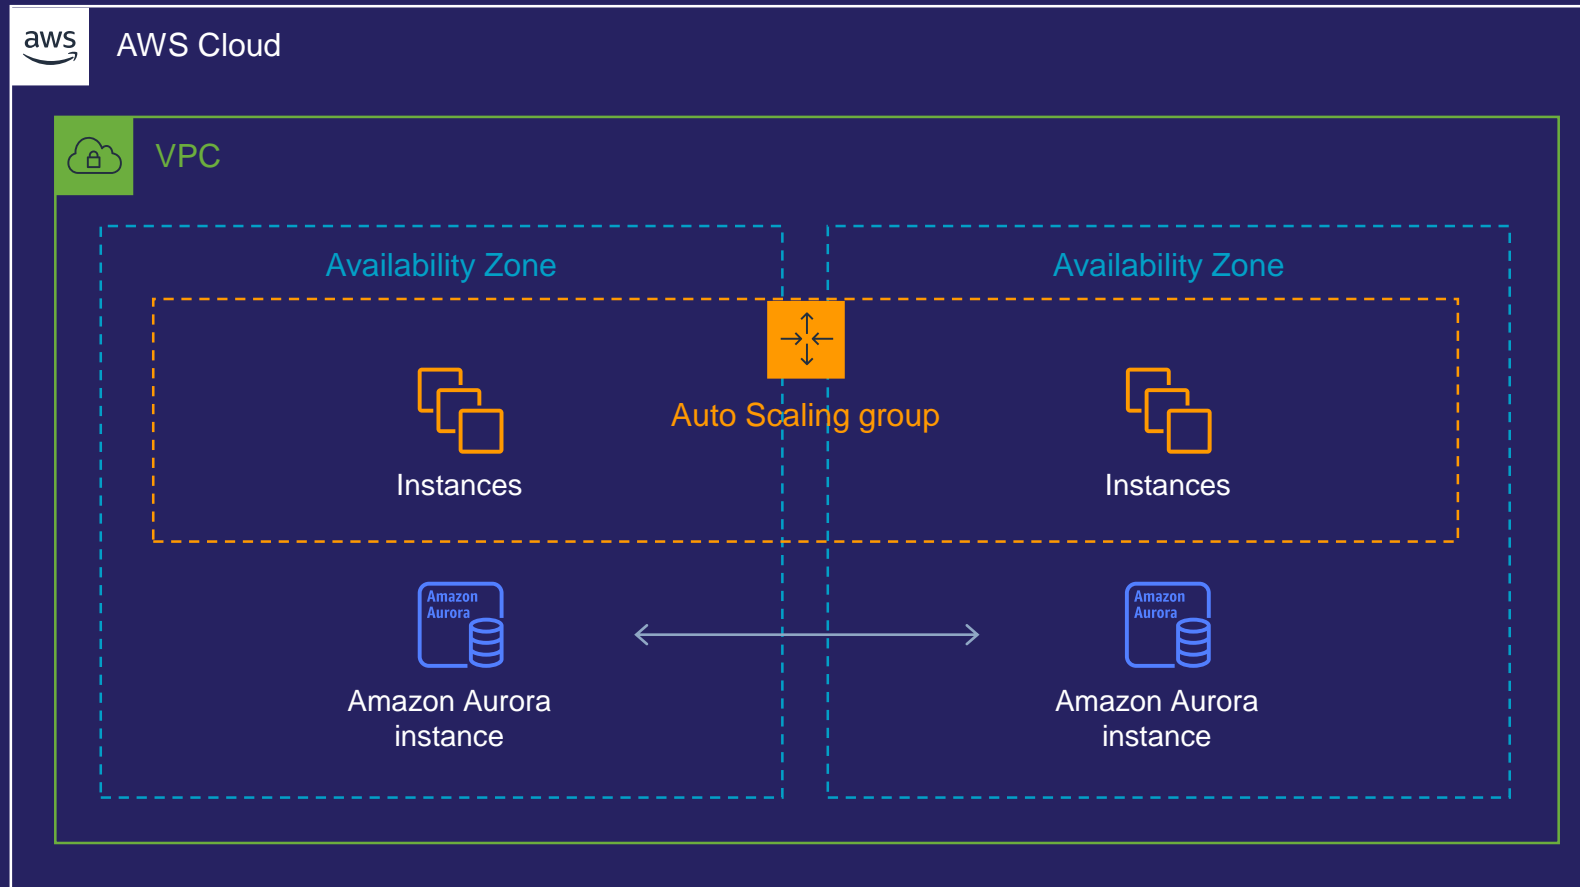 aws
AWS Cloud
VPC
Availability Zone
Availability Zone
Auto Scaling group
Instances
Instances
Amazon
Aurora
Amazon
Aurora
Amazon Aurora
instance
Amazon Aurora
instance